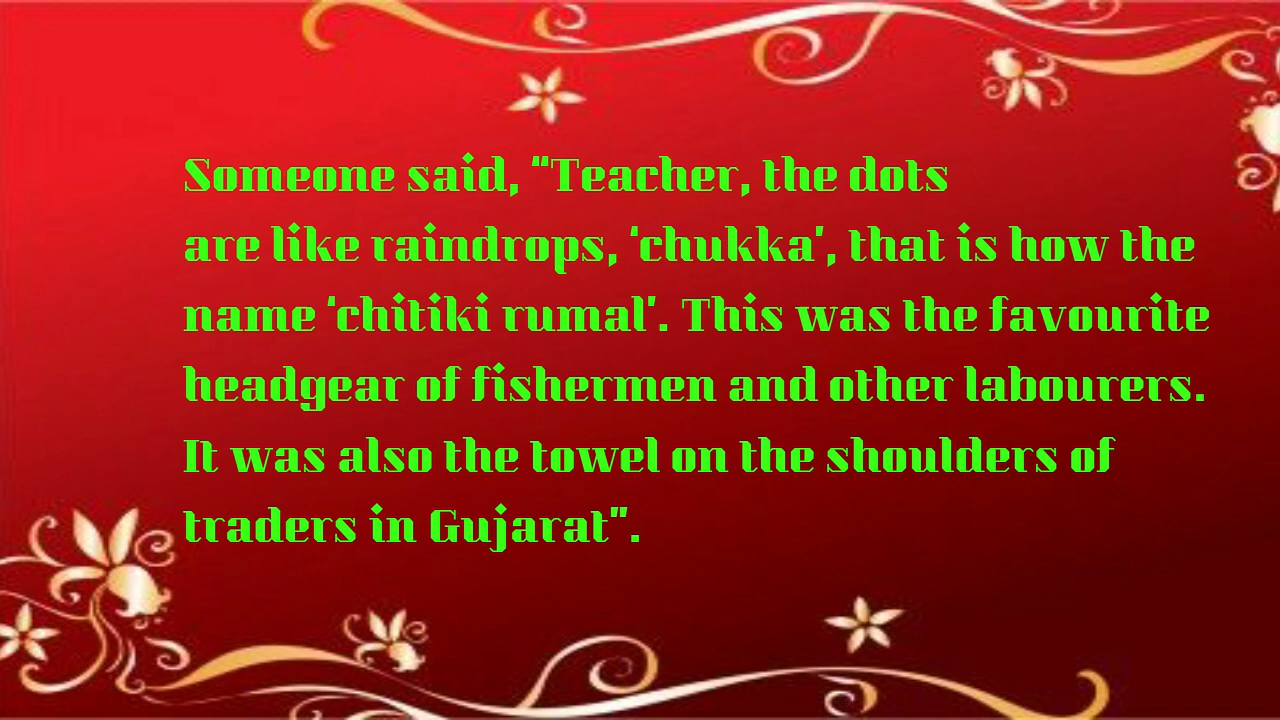 Someone said, "Teacher, the dots
are like raindrops, ‘chukka’, that is how the
name ‘chitiki rumal’. This was the favourite
headgear of fishermen and other labourers.
It was also the towel on the shoulders of
traders in Gujarat”.